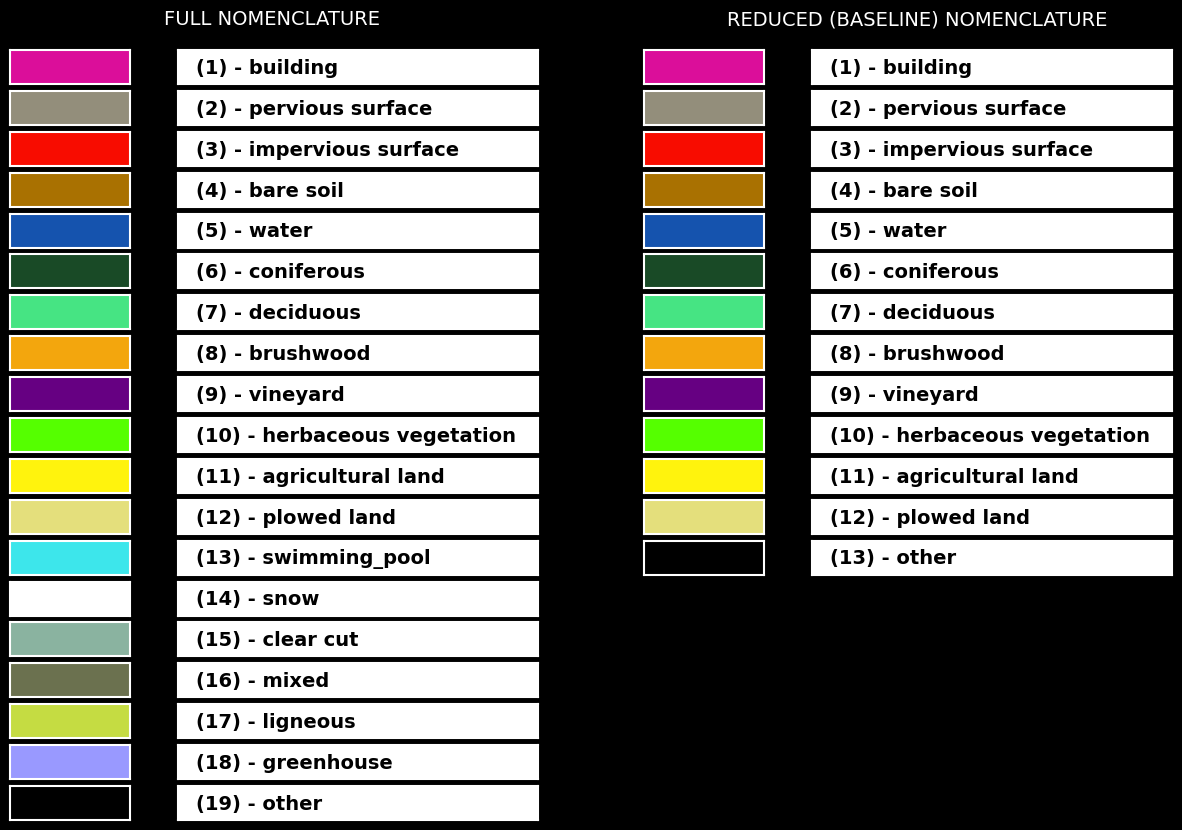 FULL NOMENCLATURE
(1) - building
(2) - pervious surface
(3) - impervious surface
(4) - bare soil
(5) - water
(6) - coniferous
(7) - deciduous
(8) - brushwood
(9) - vineyard
(10) - herbaceous vegetation
(11) - agricultural land
(12) - plowed land
(13) - swimming_pool
(14) - snow
(15) - clear cut
(16) - mixed
(17) - ligneous
(18) - greenhouse
(19) - other
REDUCED (BASELINE) NOMENCLATURE
(1) - building
(2) - pervious surface
(3) - impervious surface
(4) - bare soil
(5) - water
(6) - coniferous
(7) - deciduous
(8) - brushwood
(9) - vineyard
(10) - herbaceous vegetation
(11) - agricultural land
(12) - plowed land
(13) - other